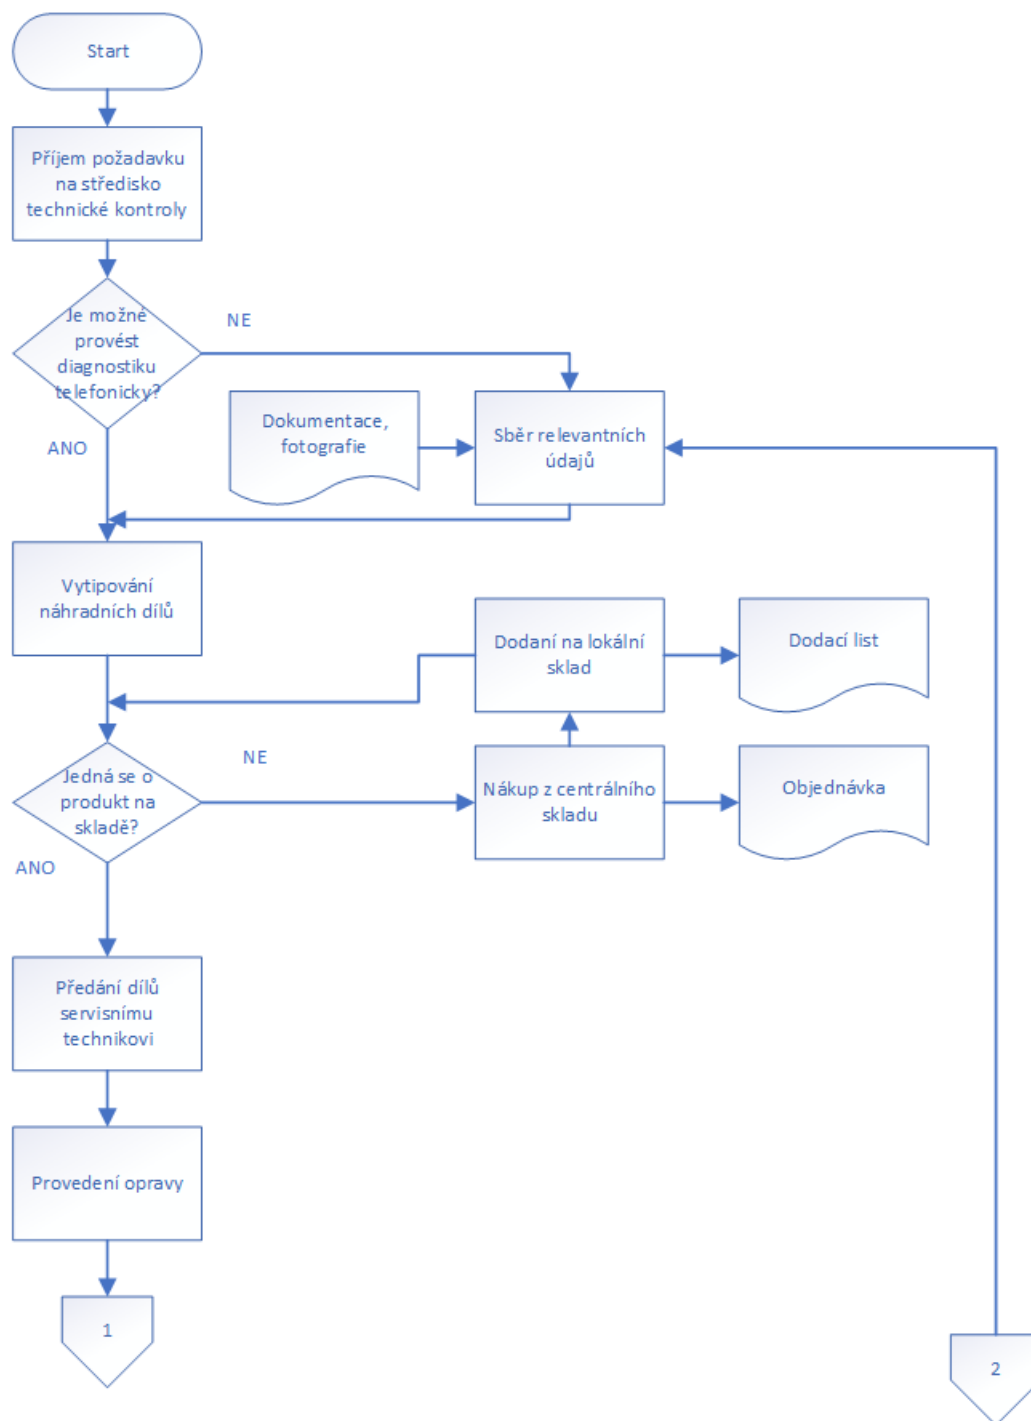 Start
Příjem požadavku
na středisko
technické kontroly
Je možné
provést
diagnostiku
telefonicky?
NE
ANO
Dokumentace,
fotografie
Sběr relevantních
údajů
Vytipování
náhradních dílů
Dodaní na lokální
sklad
Dodací list
Jedná se o
produkt na
skladě?
NE
ANO
Nákup z centrálního
skladu
Objednávka
Předání dílů
servisnímu
technikovi
Provedení opravy
1
2